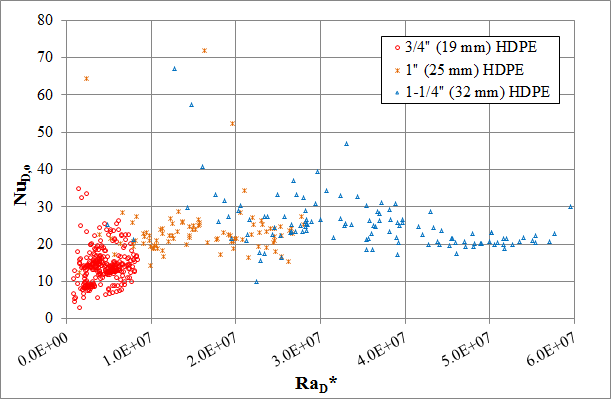 80
70
60
50
40
30
20
10
0
NuD,o
3/4" (19 mm) HDPE
1" (25 mm) HDPE
1-1/4" (32 mm) HDPE
0.0E+00 1.0E+07 2.0E+07 3.0E+07 4.0E+07 5.0E+07 6.0E+07
RaD*